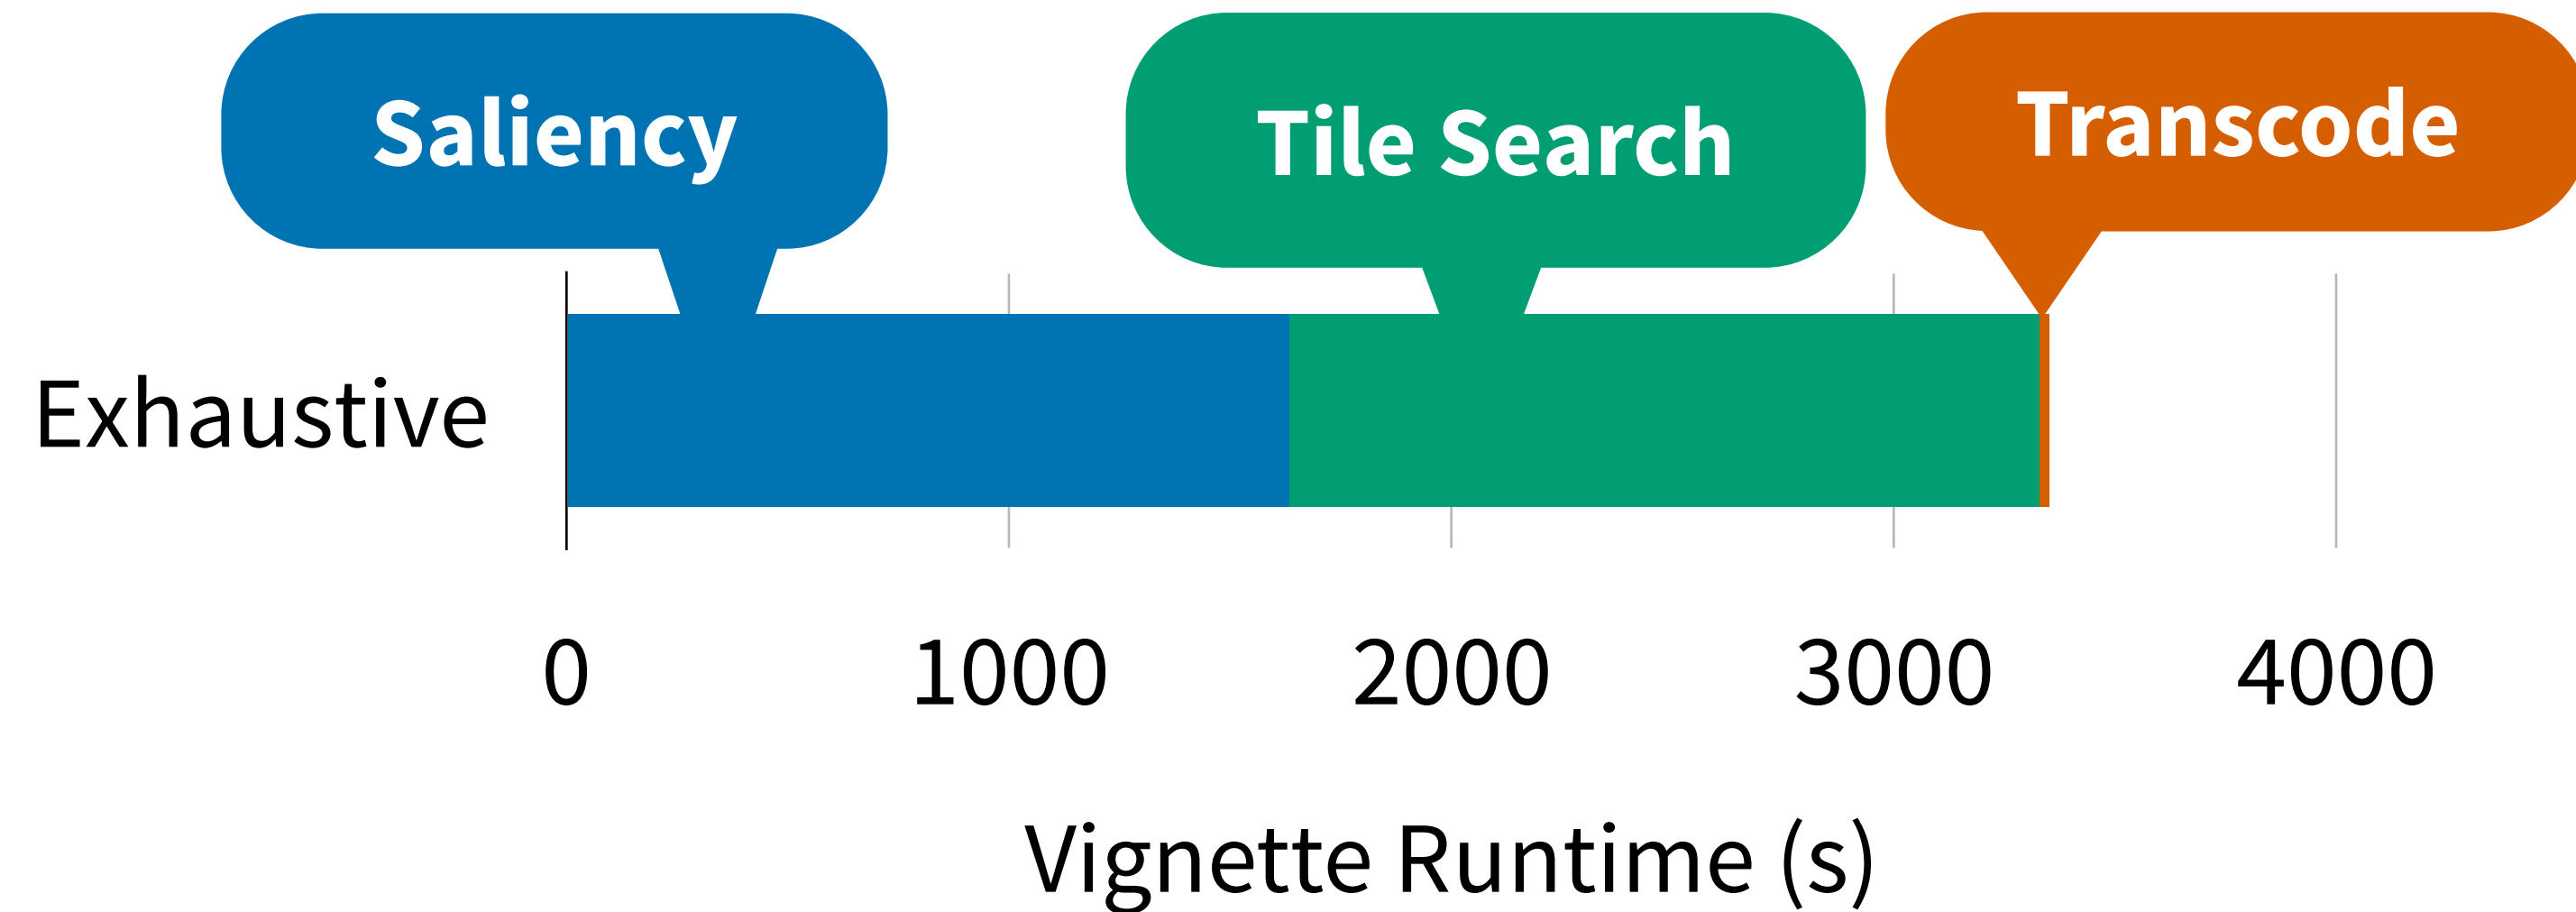 Saliency
Tile Search
Transcode
Exhaustive
0
1000
2000
3000
4000
Vignette Runtime (s)